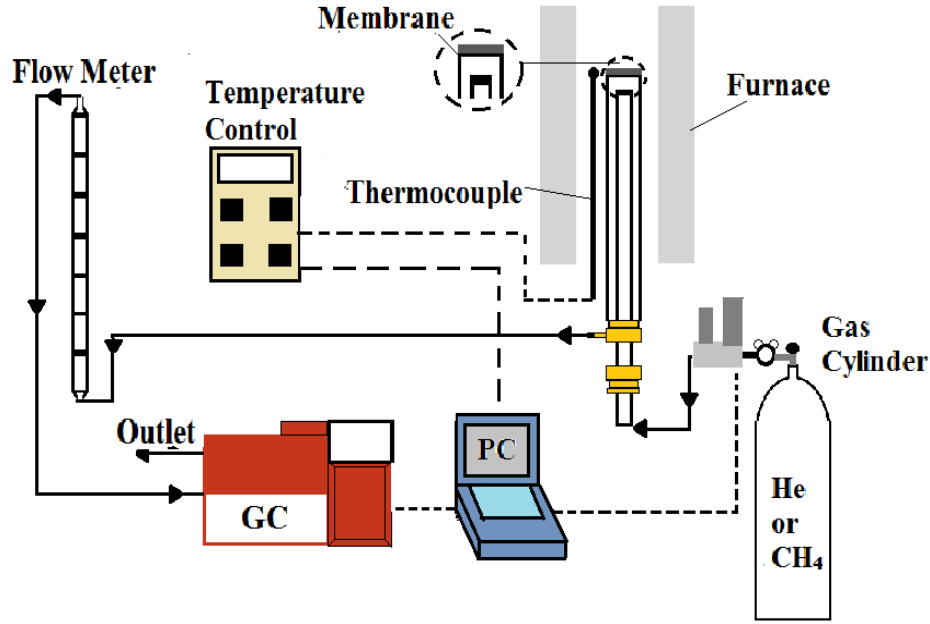 Membrane
Flow Meter
Temperature
Control
Furnace
Thermocouple
Gas
Cylinder
Outlet
PC
GC
He
or
CH₄